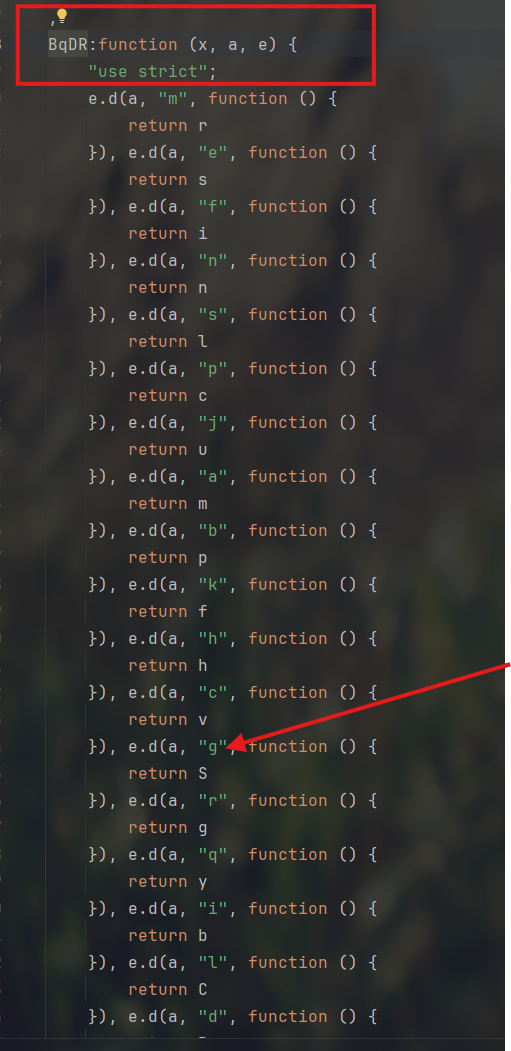 ,
BqDR:function (x, a, e) {
"use strict";
e.d(a, "m", function () {
return r
}), e.d(a, "e", function () {
return s
}), e.d(a, "f", function () {
return i
}), e.d(a, "n", function () {
return n
}), e.d(a, "s", function () {
return l
}), e.d(a, "p", function () {
return c
}), e.d(a, "j", function () {
return u
}), e.d(a, "a", function () {
return m
}), e.d(a, "b", function () {
return p
}), e.d(a, "k", function () {
return f
}), e.d(a, "h", function () {
return h
}), e.d(a, "c", function () {
return v
}), e.d(a, "g", function () {
return S
}), e.d(a, "r", function () {
return g
}), e.d(a, "q", function () {
return y
}), e.d(a, "i", function () {
return b
}), e.d(a, "l", function () {
return C
}), e.d(a, "d", function () {